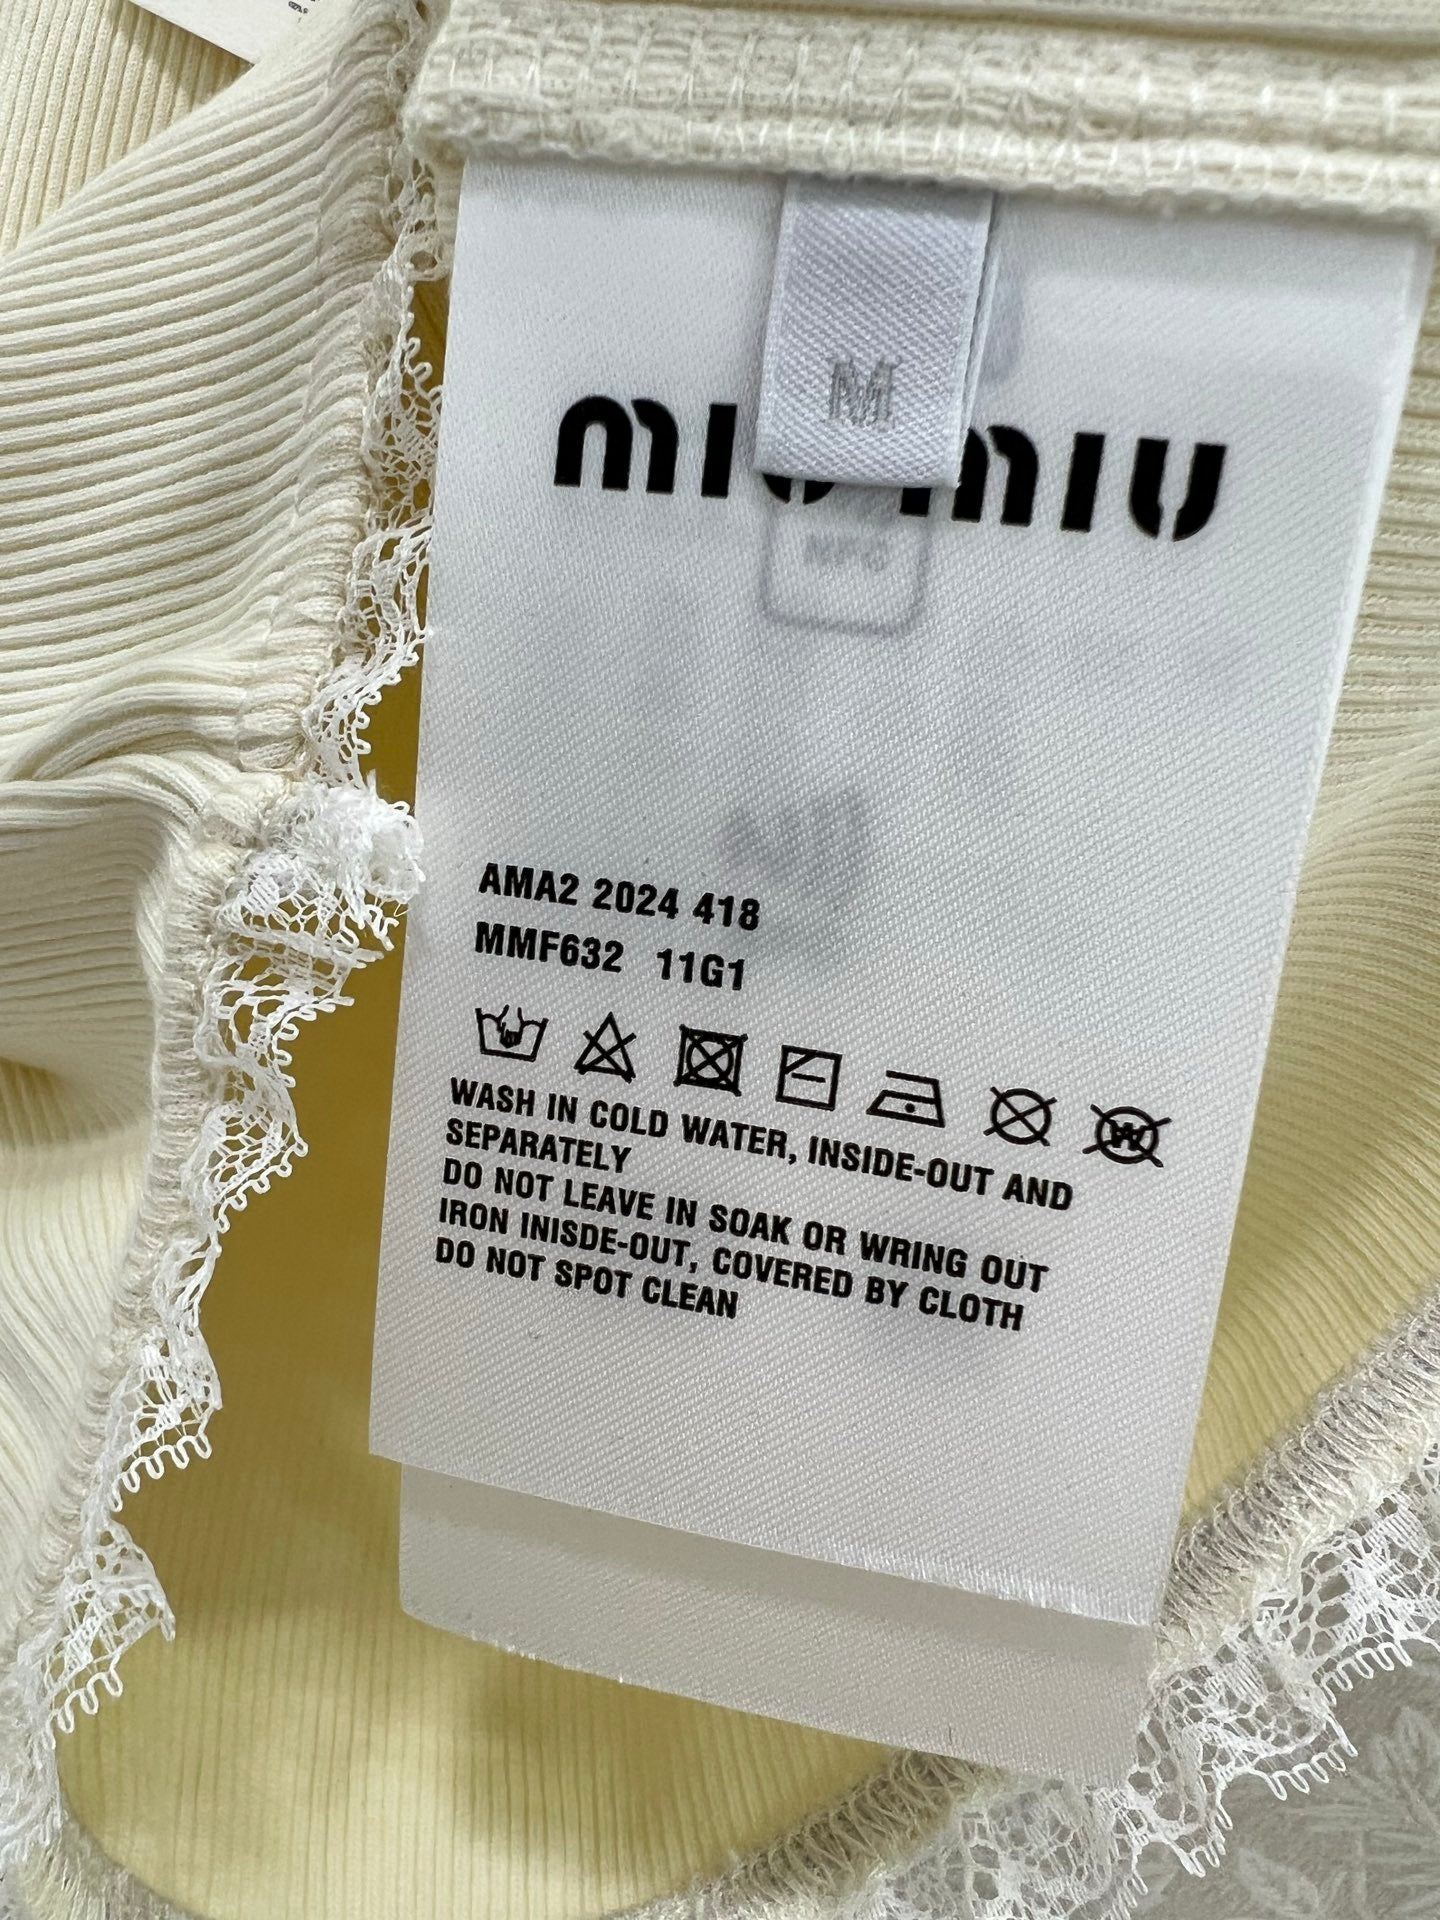 M
miu miu
AMA2 2024 418
MMF632 11G1
W
WASH IN COLD WATER, INSIDE-OUT AND
SEPARATELY
DO NOT LEAVE IN SOAK OR WRING OUT
IRON INISDE-OUT, COVERED BY CLOTH
DO NOT SPOT CLEAN